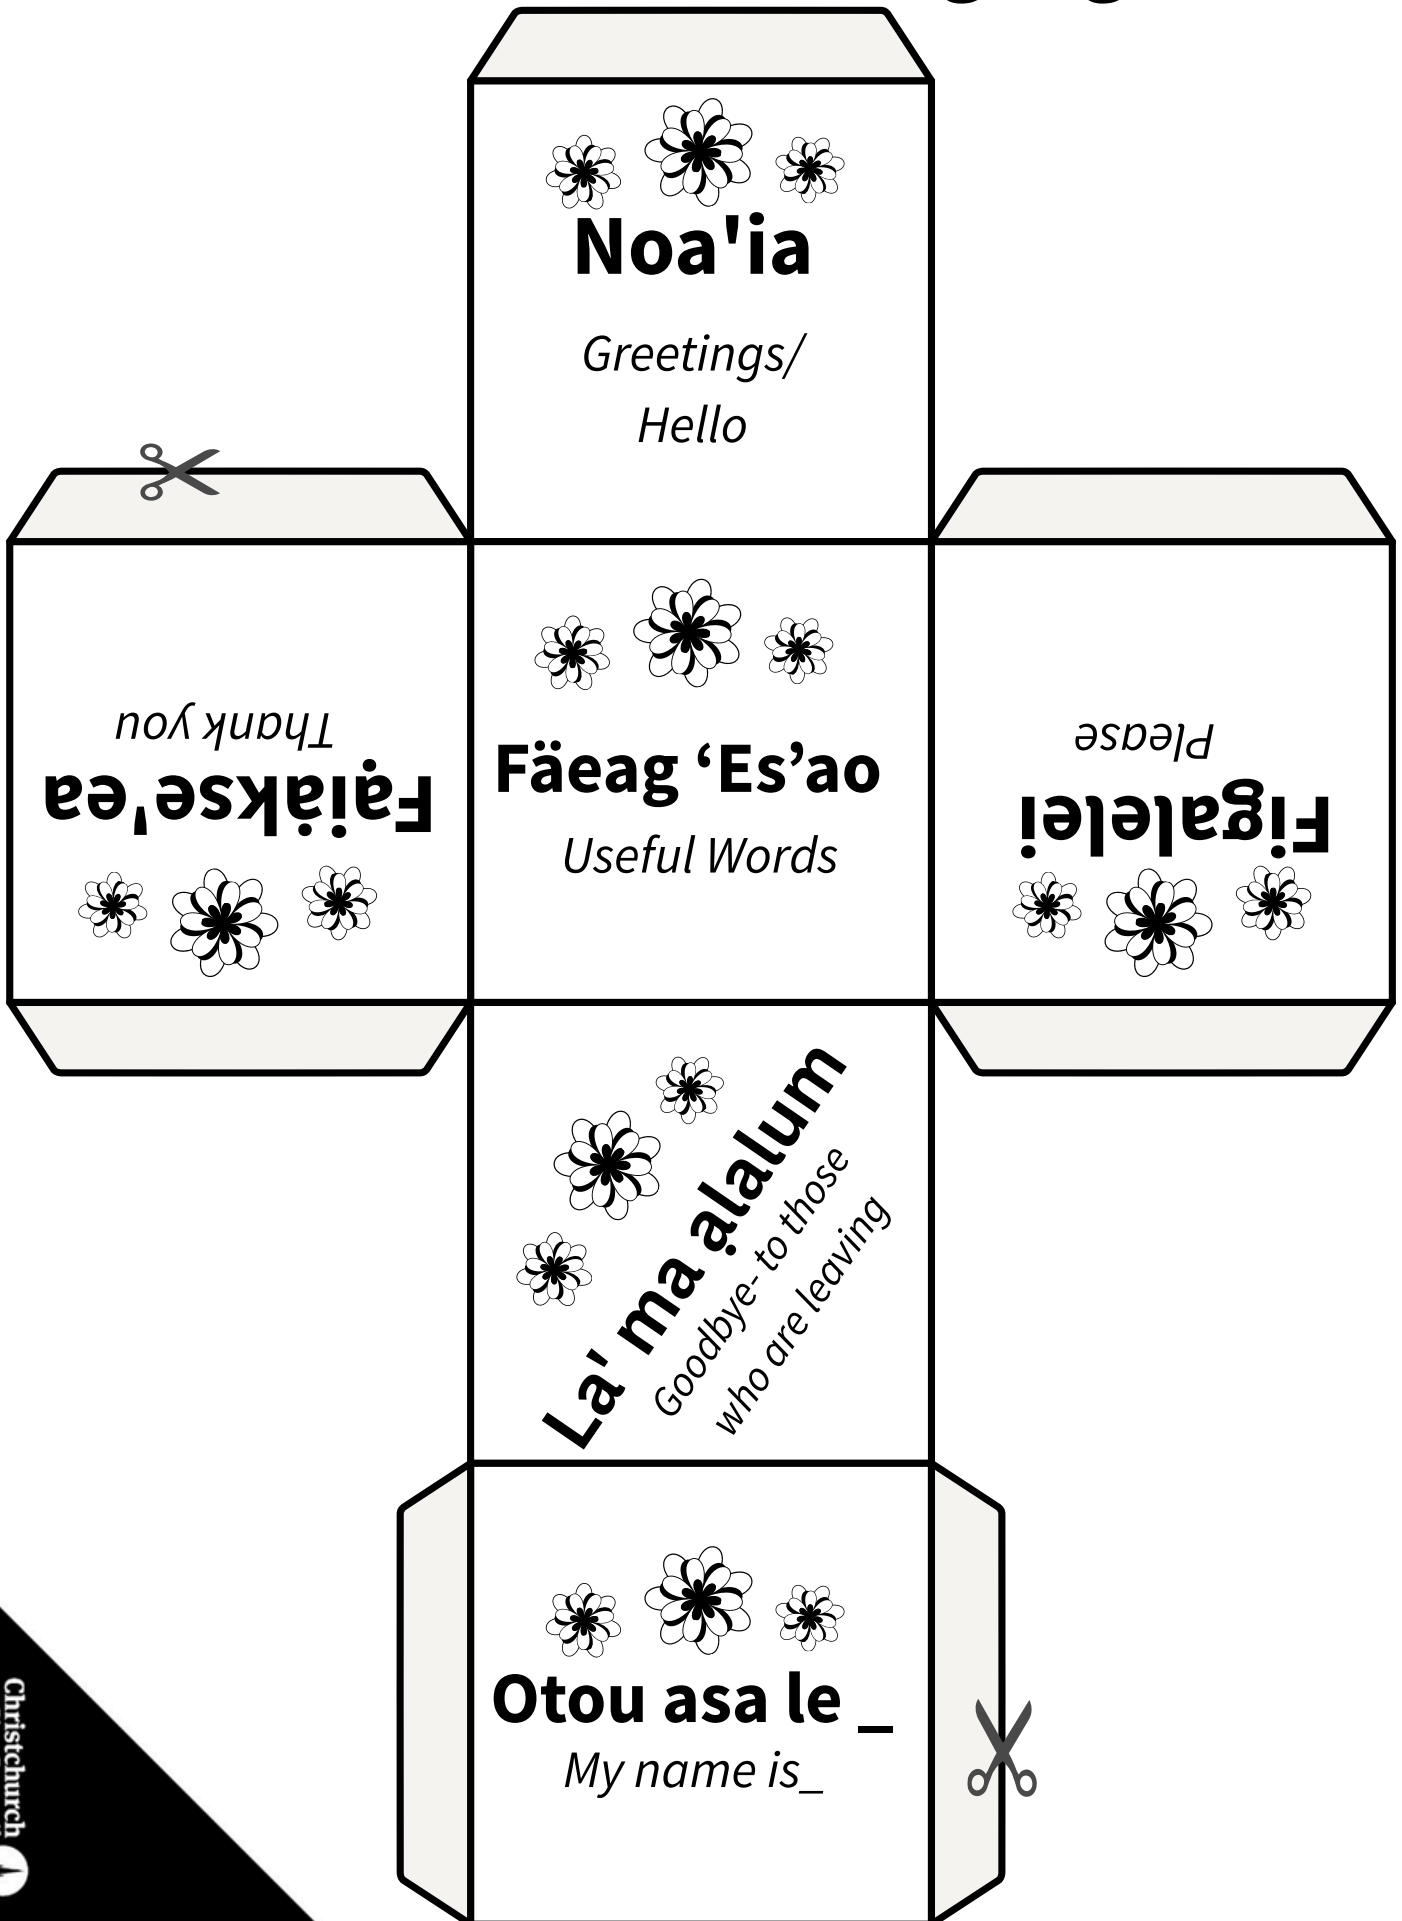 Noa'ia
Greetings/
Hello
Fạiȧkse'ea
Thank you
Fäeag ‘Es’ao
Useful Words
Figalelei
Please
La' ma ạlalum
Goodbye- to those
who are leaving
Otou asa le _
My name is_
Christchurch